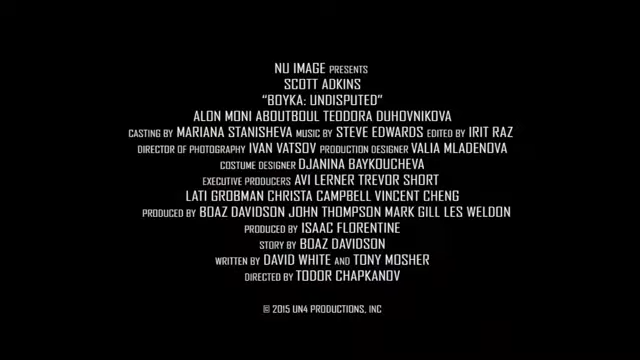 NU IMAGE PRESENTS
SCOTT ADKINS
"BOYKA: UNDISPUTED"
ALON MONI ABOUTBOUL TEODORA DUHOVNIKOVA
CASTING BY MARIANA STANISHEVA MUSIC BY STEVE EDWARDS EDITED BY IRIT RAZ
DIRECTOR OF PHOTOGRAPHY IVAN VATSOV PRODUCTION DESIGNER VALIA MLADENOVA
COSTUME DESIGNER DJANINA BAYKOUCHEVA
EXECUTIVE PRODUCERS AVI LERNER TREVOR SHORT
LATI GROBMAN CHRISTA CAMPBELL VINCENT CHENG
PRODUCED BY BOAZ DAVIDSON JOHN THOMPSON MARK GILL LES WELDON
PRODUCED BY ISAAC FLORENTINE
STORY BY BOAZ DAVIDSON
WRITTEN BY DAVID WHITE AND TONY MOSHER
DIRECTED BY TODOR CHAPKANOV
© 2015 UN4 PRODUCTIONS, INC